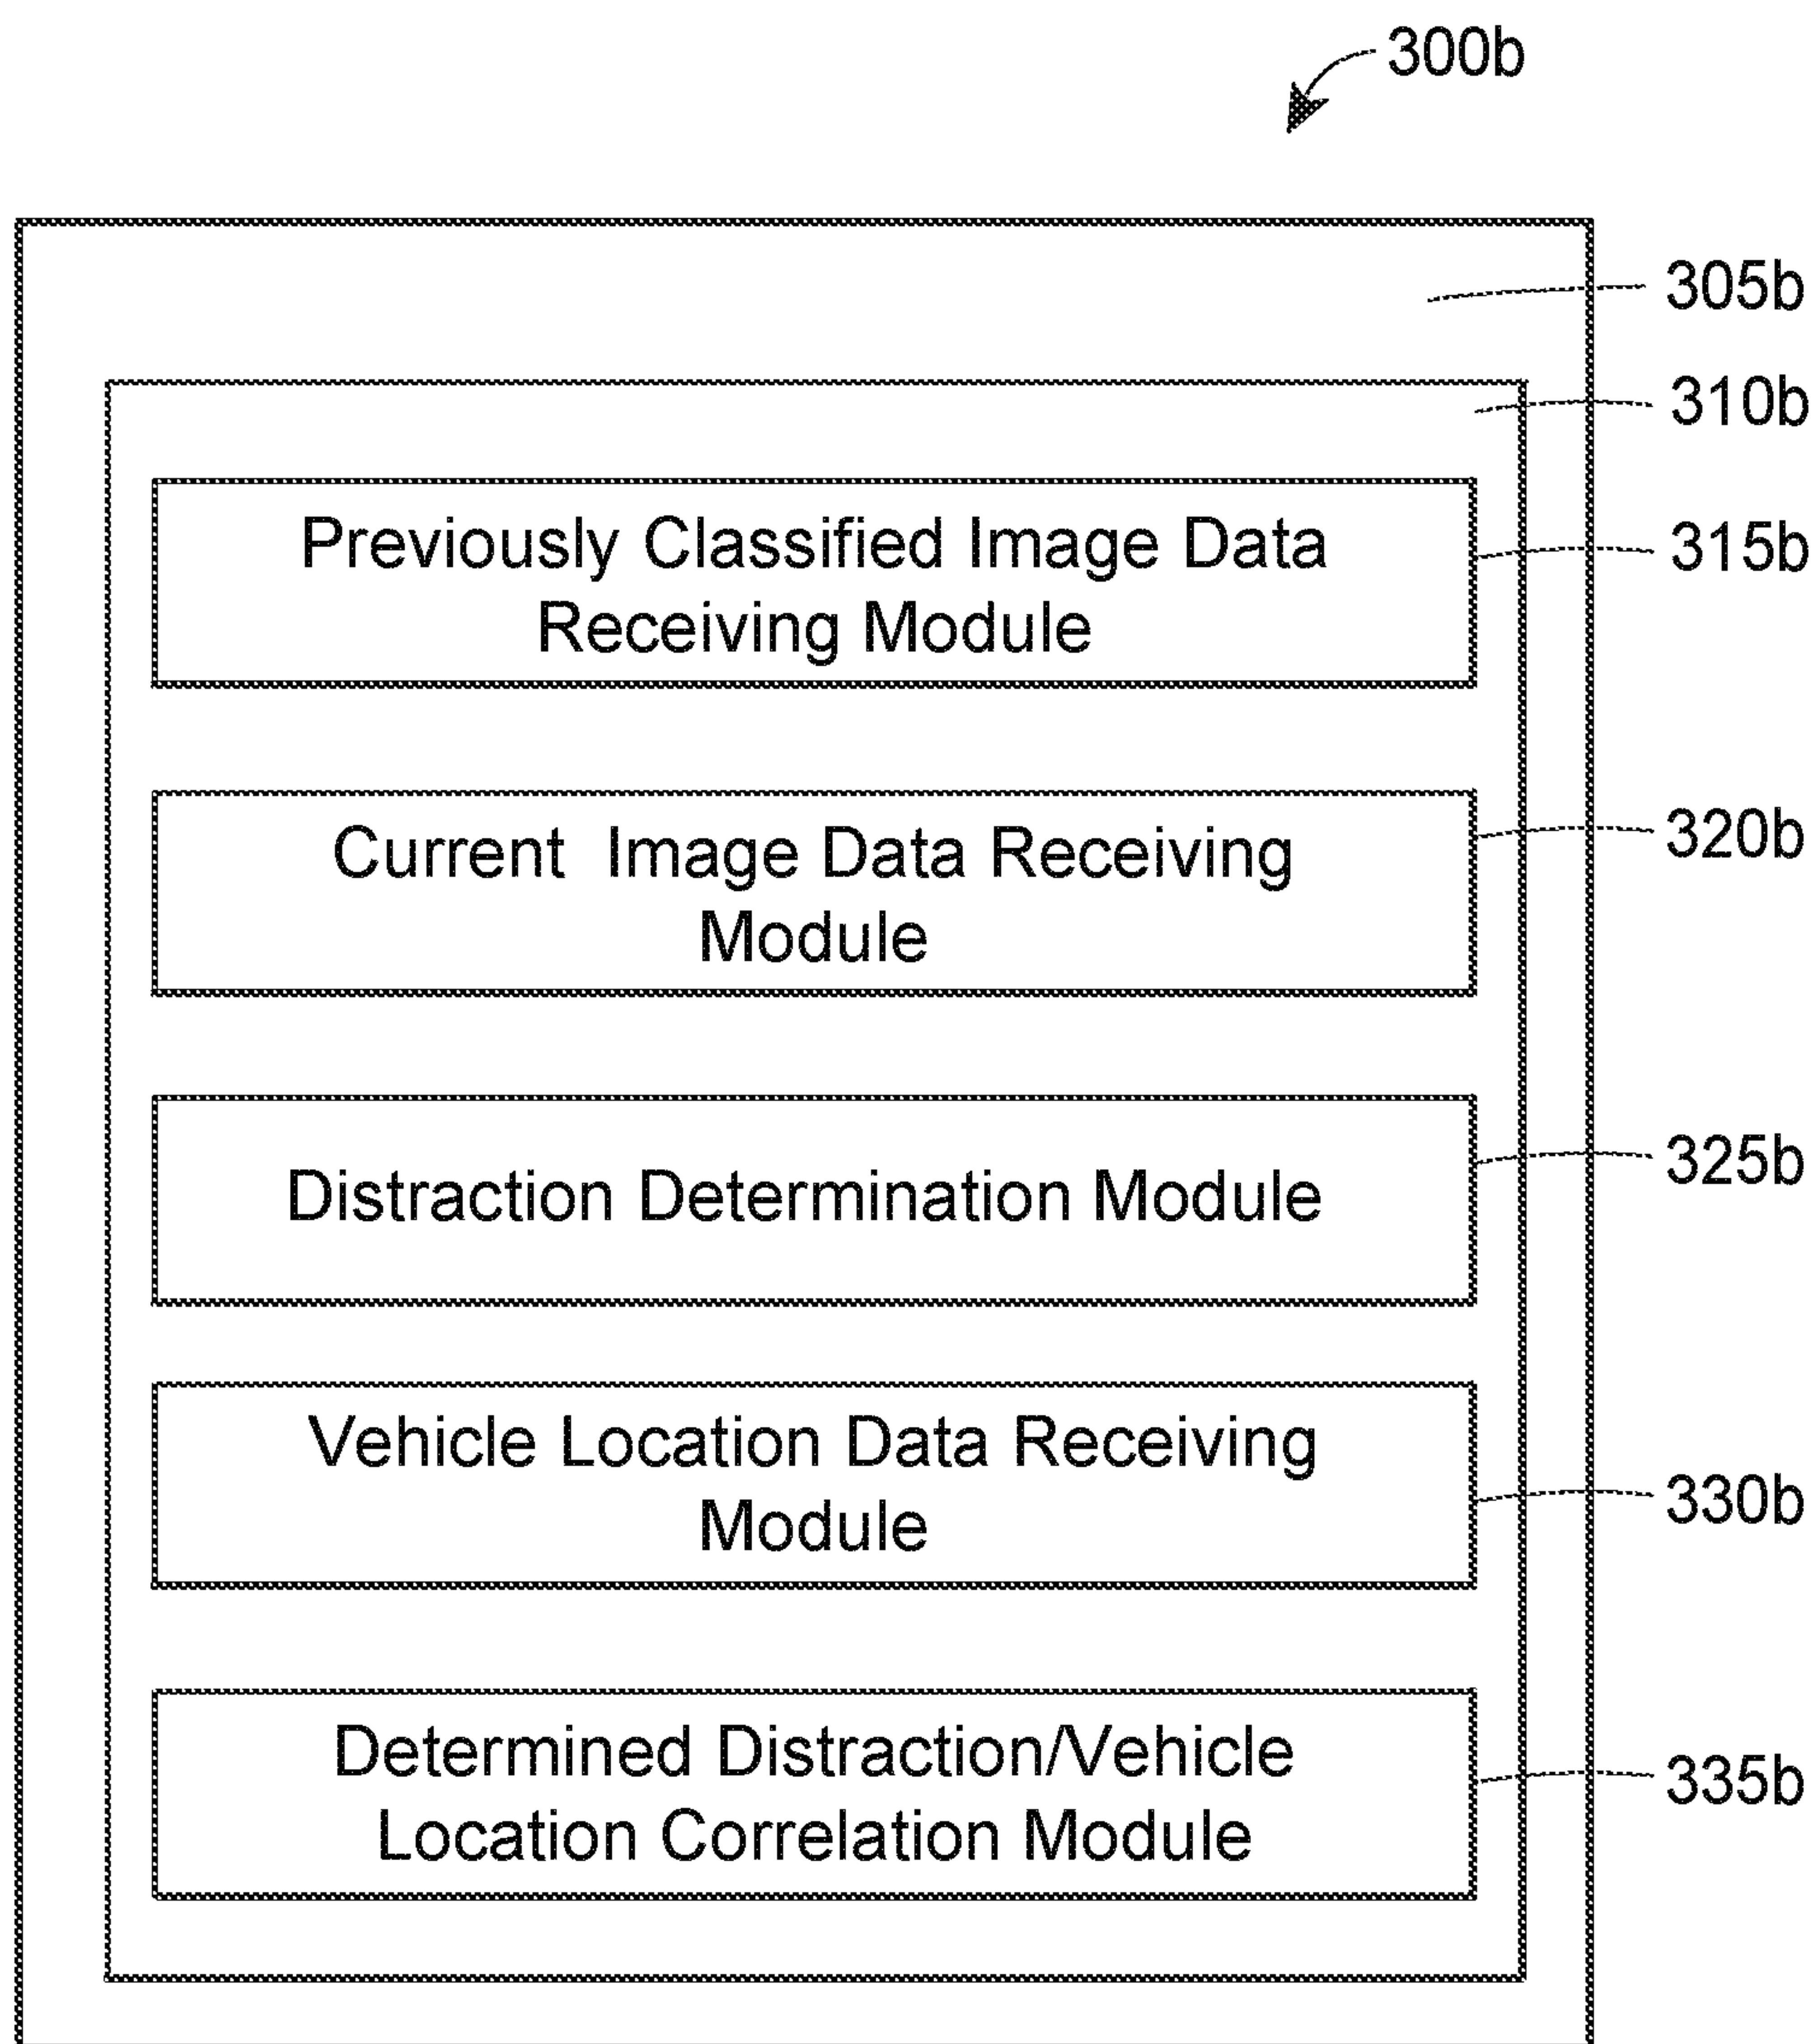 300b
305b
310b
Previously Classified Image Data
Receiving Module
315b
Current Image Data Receiving
Module
320b
Distraction Determination Module
325b
Vehicle Location Data Receiving
Module
330b
Determined Distraction/Vehicle
Location Correlation Module
335b